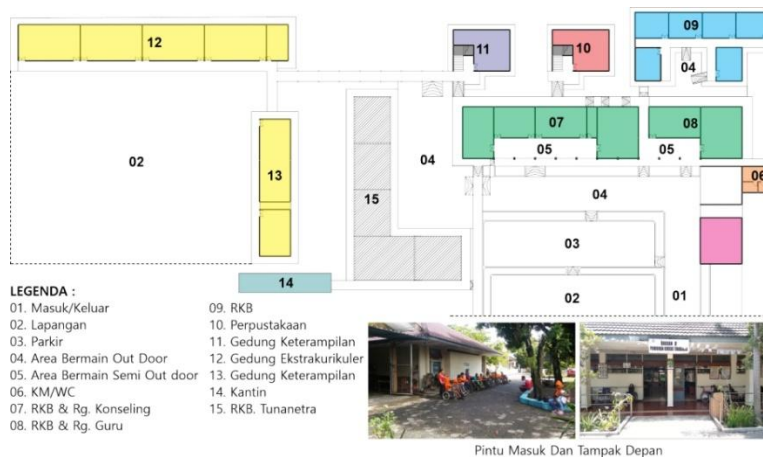 12
11
10
09
04
07
08
05
05
04
02
13
15
06
04
03
14
02
01
LEGENDA :
01. Masuk/Keluar
02. Lapangan
03. Parkir
04. Area Bermain Out Door
05. Area Bermain Semi Out door
06. KM/WC
07. RKB & Rg. Konseling
08. RKB & Rg. Guru
09. RKB
10. Perpustakaan
11. Gedung Keterampilan
12. Gedung Ekstrakurikuler
13. Gedung Keterampilan
14. Kantin
15. RKB. Tunanetra
Pintu Masuk Dan Tampak Depan